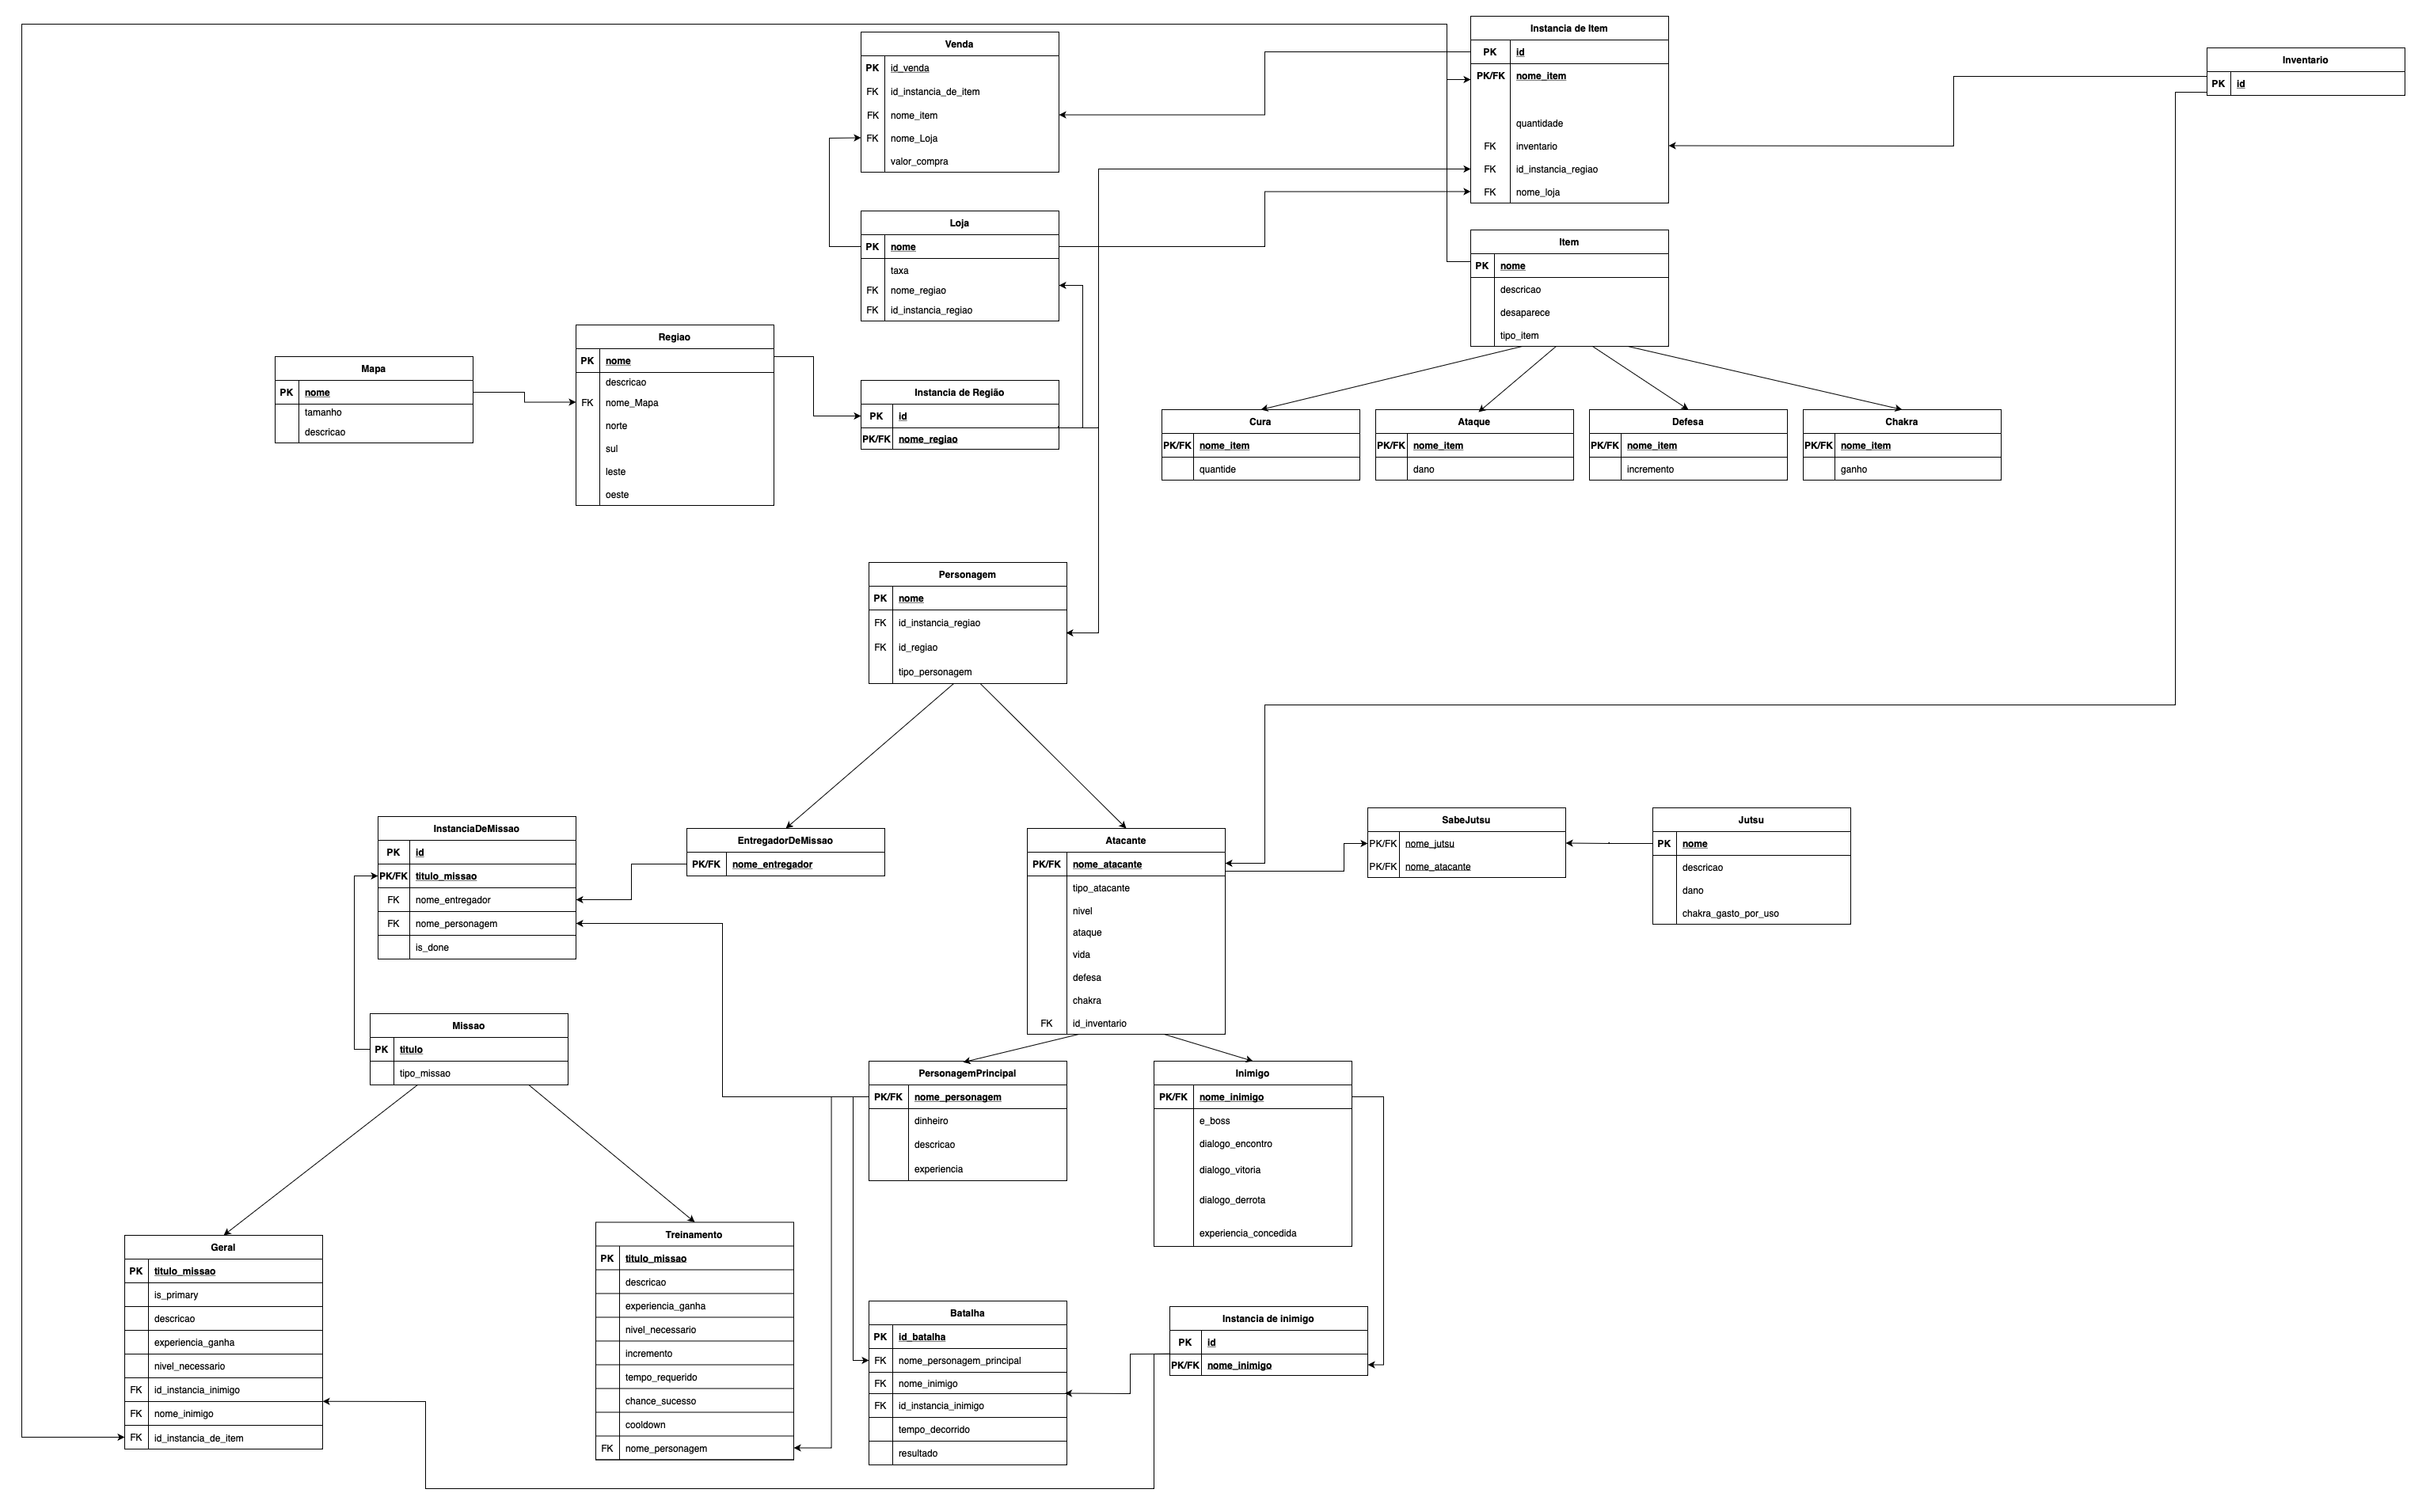 Venda
PK id_venda
FK id_instancia_de_item
FK nome_item
FK nome_Loja
valor_compra
Instancia de Item
PK id
PK/FK nome_item
quantidade
FK inventario
FK id_instancia_regiao
FK nome_loja
Inventario
PK id
Loja
PK nome
taxa
FK nome_regiao
FK id_instancia_regiao
Item
PK nome
descricao
desaparece
tipo_item
Mapa
PK nome
tamanho
descricao
Regiao
PK nome
descricao
FK nome_Mapa
norte
sul
leste
oeste
Instancia de Região
PK id
PK/FK nome_regiao
Cura
PK/FK nome_item
quantide
Ataque
PK/FK nome_item
dano
Defesa
PK/FK nome_item
incremento
Chakra
PK/FK nome_item
ganho
Personagem
PK nome
FK id_instancia_regiao
FK id_regiao
tipo_personagem
InstanciaDeMissao
PK id
PK/FK titulo_missao
FK nome_entregador
FK nome_personagem
is_done
EntregadorDeMissao
PK/FK nome_entregador
Atacante
PK/FK nome_atacante
tipo_atacante
nivel
ataque
vida
defesa
chakra
FK id_inventario
SabeJutsu
PK/FK nome_jutsu
PK/FK nome_atacante
Jutsu
PK nome
descricao
dano
chakra_gasto_por_uso
Missao
PK titulo
tipo_missao
PersonagemPrincipal
PK/FK nome_personagem
dinheiro
descricao
experiencia
Inimigo
PK/FK nome_inimigo
e_boss
dialogo_encontro
dialogo_vitoria
dialogo_derrota
experiencia_concedida
Geral
PK titulo_missao
is_primary
descricao
experiencia_ganha
nivel_necessario
FK id_instancia_inimigo
FK nome_inimigo
FK id_instancia_de_item
Treinamento
PK titulo_missao
descricao
experiencia_ganha
nivel_necessario
incremento
tempo_requerido
chance_sucesso
cooldown
FK nome_personagem
Batalha
PK id_batalha
FK nome_personagem_principal
FK nome_inimigo
FK id_instancia_inimigo
tempo_decorrido
resultado
Instancia de inimigo
PK id
PK/FK nome_inimigo